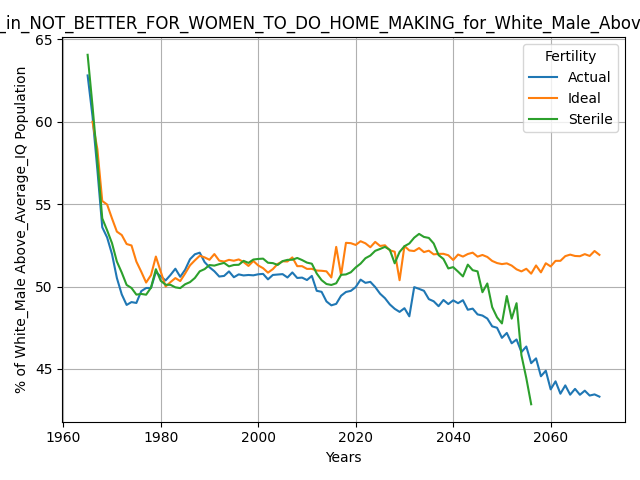 _in_NOT_BETTER_FOR_WOMEN_TO_DO_HOME_MAKING_for_White_Male_Abov
65
60
55
50
45
% of White_Male Above_Average_IQ Population
Fertility
Actual
Ideal
Sterile
1960
1980
2000
2020
2040
2060
Years